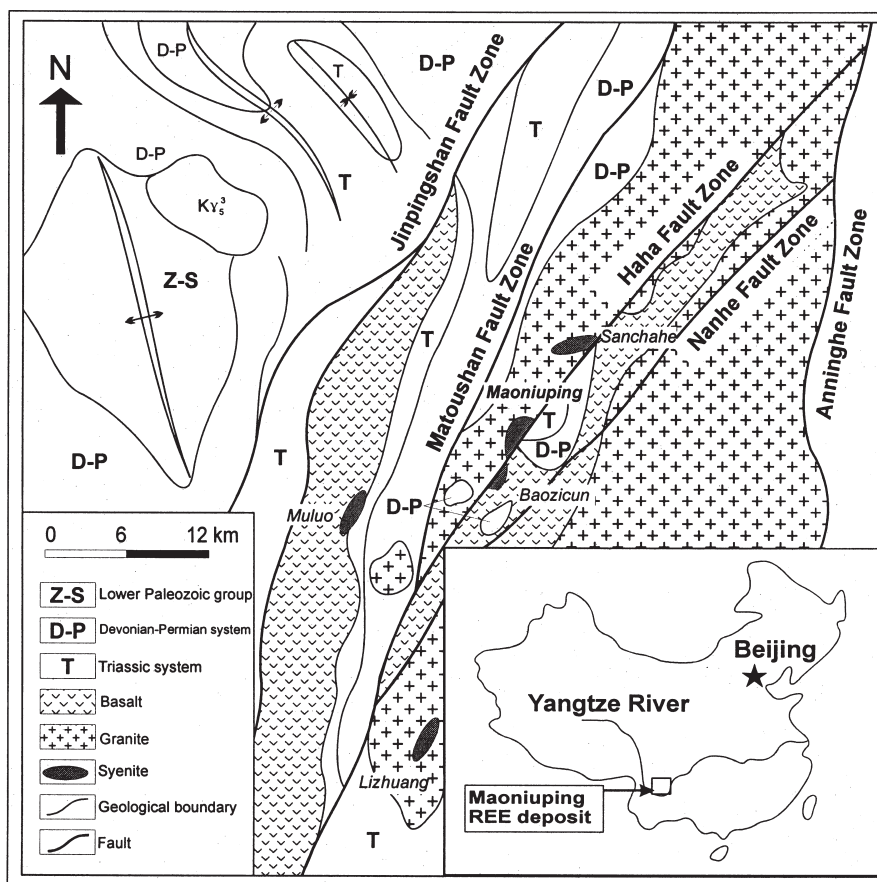 D-P
T
D-P
D-P
N
T
D-P
D-P
T
Kγ₅³
Z-S
Jinpingshan Fault Zone
Matoushan Fault Zone
Haha Fault Zone
Nanhe Fault Zone
Anninghe Fault Zone
T
Sanchahe
Maoniuping
T
D-P
D-P
T
Baozicun
Muluo
D-P
Lizhuang
T
0 6 12 km
Z-S Lower Paleozoic group
D-P Devonian-Permian system
T Triassic system
Basalt
Granite
Syenite
Geological boundary
Fault
Beijing
Yangtze River
Maoniuping
REE deposit